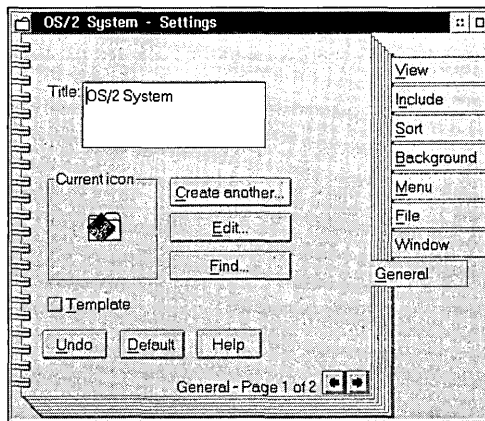 OS/2 System - Settings
Title:
OS/2 System
Current icon
Create another...
Edit...
Find...
Template
Undo
Default
Help
General - Page 1 of 2
View
Include
Sort
Background
Menu
File
Window
General